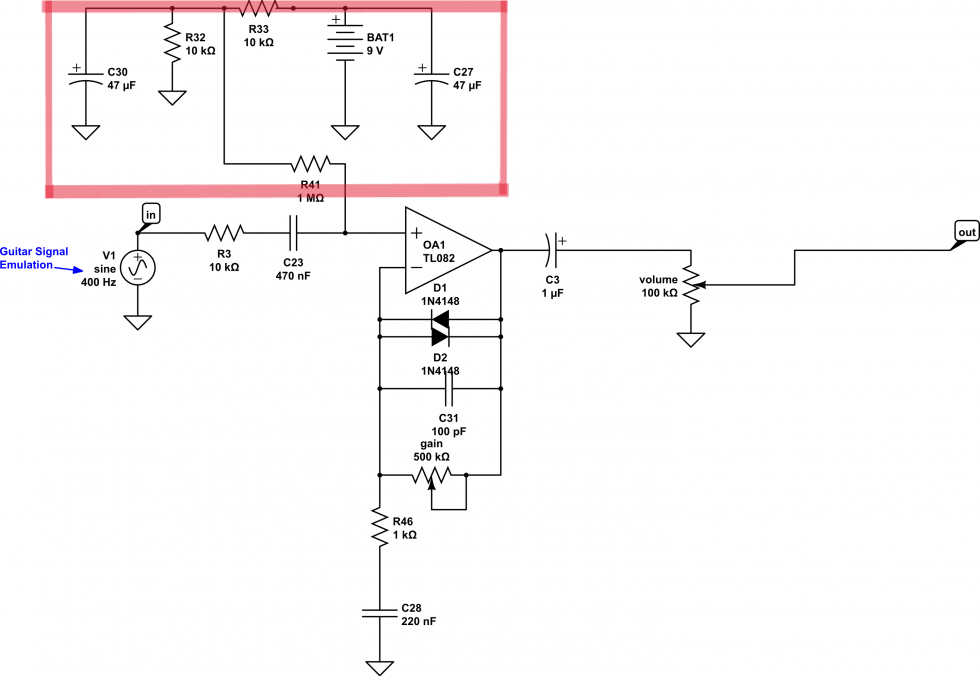 R33
10 kΩ
R32
10 kΩ
+
BAT1
9 V
+
C30
47 µF
+
C27
47 µF
R41
1 MΩ
in
Guitar Signal
Emulation
V1
sine
400 Hz
+
−
R3
10 kΩ
C23
470 nF
+
−
OA1
TL082
+
C3
1 µF
volume
100 kΩ
out
D1
1N4148
D2
1N4148
C31
100 pF
gain
500 kΩ
R46
1 kΩ
C28
220 nF